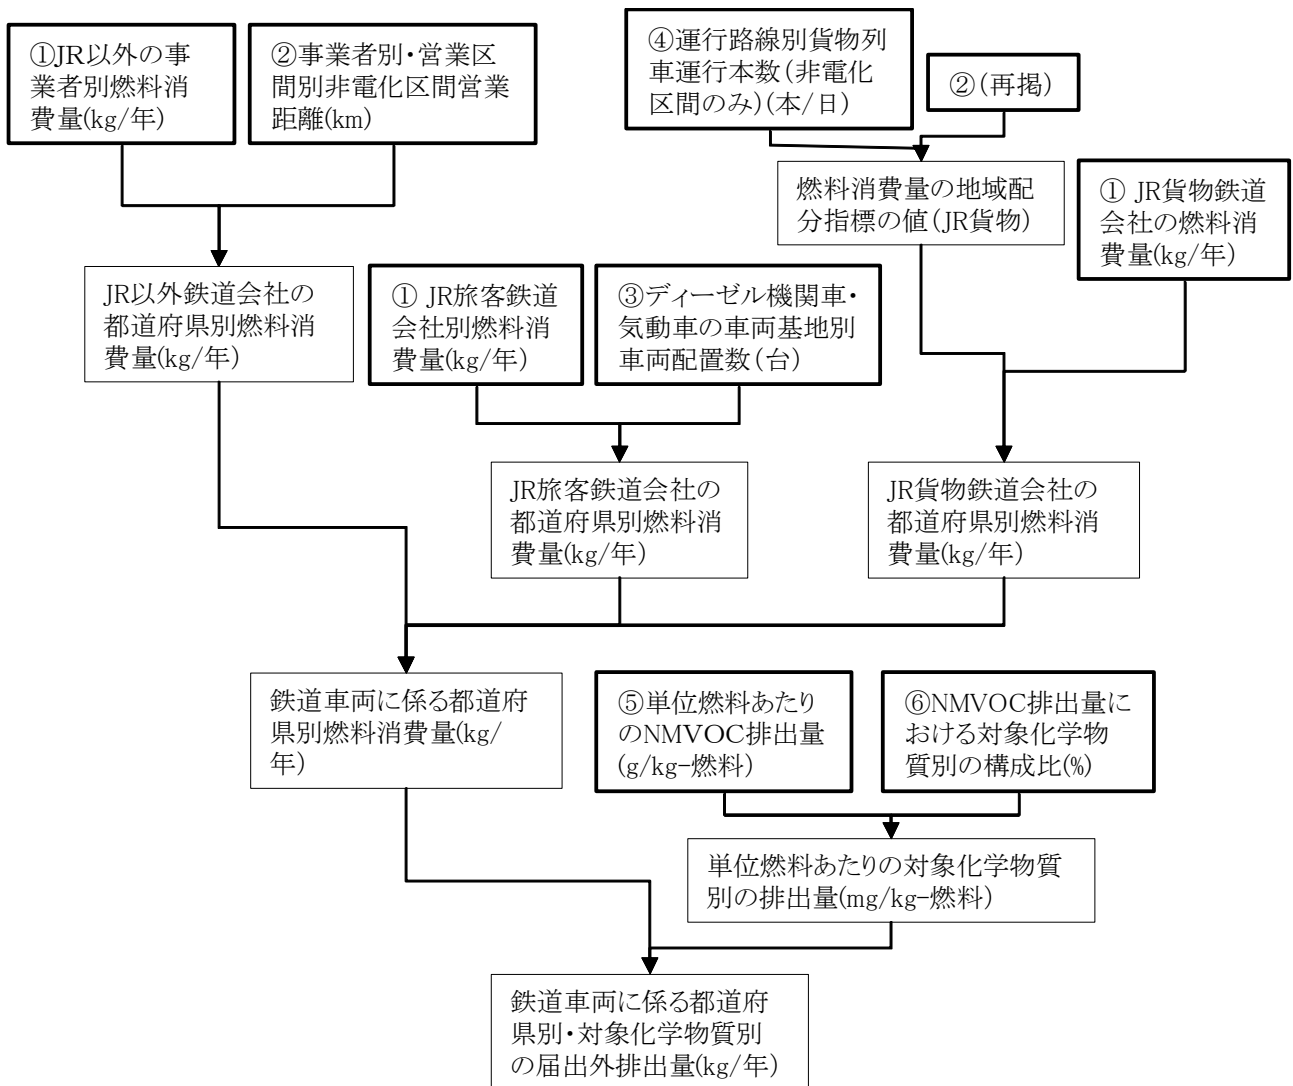 ①JR以外の事
業者別燃料消
費量(kg/年)
②事業者別・営業区
間別非電化区間営業
距離(km)
④運行路線別貨物列
車運行本数(非電化
区間のみ)(本/日)
②(再掲)
燃料消費量の地域配
分指標の値(JR貨物)
① JR貨物鉄道
会社の燃料消
費量(kg/年)
JR以外鉄道会社の
都道府県別燃料消
費量(kg/年)
① JR旅客鉄道
会社別燃料消
費量(kg/年)
③ディーゼル機関車・
気動車の車両基地別
車両配置数(台)
JR旅客鉄道会社の
都道府県別燃料消
費量(kg/年)
JR貨物鉄道会社の
都道府県別燃料消
費量(kg/年)
鉄道車両に係る都道府
県別燃料消費量(kg/
年)
⑤単位燃料あたり
のNMVOC排出量
(g/kg-燃料)
⑥NMVOC排出量に
おける対象化学物
質別の構成比(%)
単位燃料あたりの対象化学物質
別の排出量(mg/kg-燃料)
鉄道車両に係る都道府
県別・対象化学物質別
の届出外排出量(kg/年)